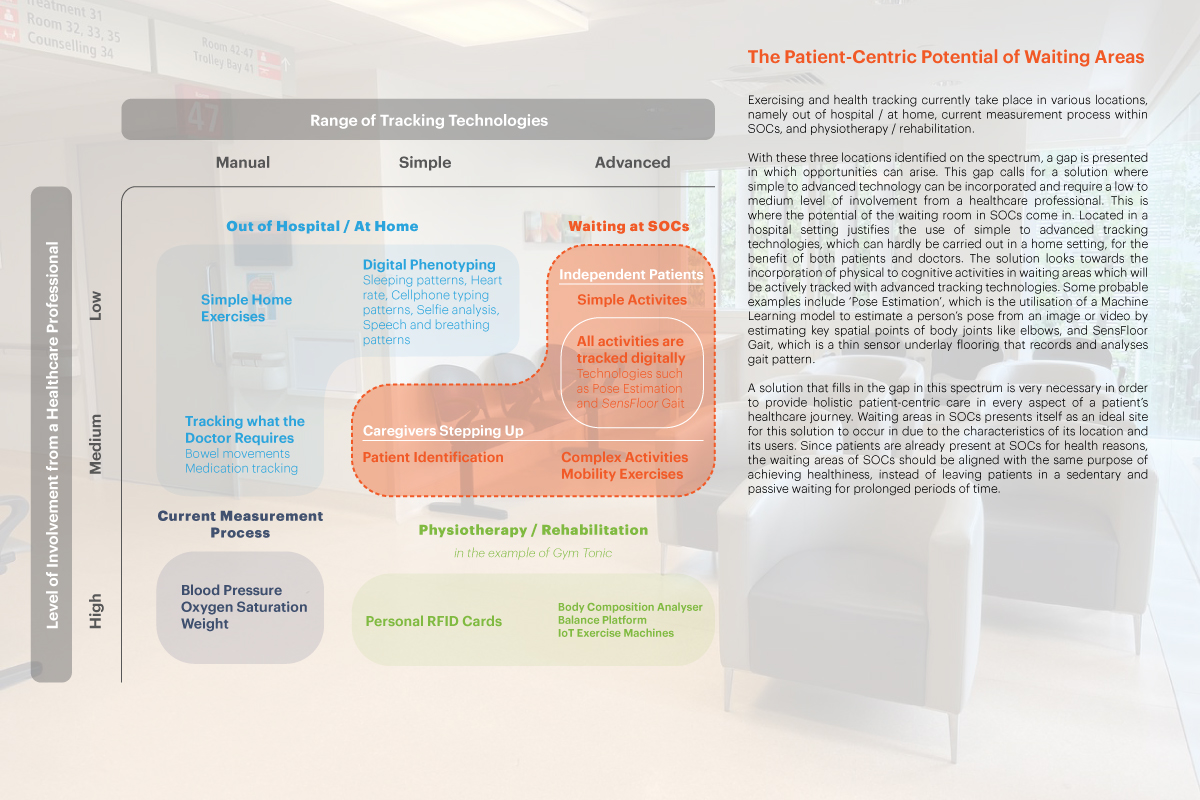 Treatment 31
Room 32, 33, 35
Counselling 34
Room 42-47
Trolley Bay 41
47
The Patient-Centric Potential of Waiting Areas
Exercising and health tracking currently take place in various locations,
namely out of hospital / at home, current measurement process within
SOCs, and physiotherapy / rehabilitation.
With these three locations identified on the spectrum, a gap is presented
in which opportunities can arise. This gap calls for a solution where
simple to advanced technology can be incorporated and require a low to
medium level of involvement from a healthcare professional. This is
where the potential of the waiting room in SOCs come in. Located in a
hospital setting justifies the use of simple to advanced tracking
technologies, which can hardly be carried out in a home setting, for the
benefit of both patients and doctors. The solution looks towards the
incorporation of physical to cognitive activities in waiting areas which will
be actively tracked with advanced tracking technologies. Some probable
examples include ‘Pose Estimation’, which is the utilisation of a Machine
Learning model to estimate a person’s pose from an image or video by
estimating key spatial points of body joints like elbows, and SensFloor
Gait, which is a thin sensor underlay flooring that records and analyses
gait pattern.
A solution that fills in the gap in this spectrum is very necessary in order
to provide holistic patient-centric care in every aspect of a patient’s
healthcare journey. Waiting areas in SOCs presents itself as an ideal site
for this solution to occur in due to the characteristics of its location and
its users. Since patients are already present at SOCs for health reasons,
the waiting areas of SOCs should be aligned with the same purpose of
achieving healthiness, instead of leaving patients in a sedentary and
passive waiting for prolonged periods of time.
Range of Tracking Technologies
Manual
Simple
Advanced
Level of Involvement from a Healthcare Professional
Low
Medium
High
Out of Hospital / At Home
Waiting at SOCs
Simple Home
Exercises
Digital Phenotyping
Sleeping patterns, Heart
rate, Cellphone typing
patterns, Selfie analysis,
Speech and breathing
patterns
Independent Patients
Simple Activites
All activities are
tracked digitally
Technologies such
as Pose Estimation
and SensFloor Gait
Tracking what the
Doctor Requires
Bowel movements
Medication tracking
Caregivers Stepping Up
Patient Identification
Complex Activities
Mobility Exercises
Current Measurement
Process
Physiotherapy / Rehabilitation
in the example of Gym Tonic
Blood Pressure
Oxygen Saturation
Weight
Personal RFID Cards
Body Composition Analyser
Balance Platform
IoT Exercise Machines